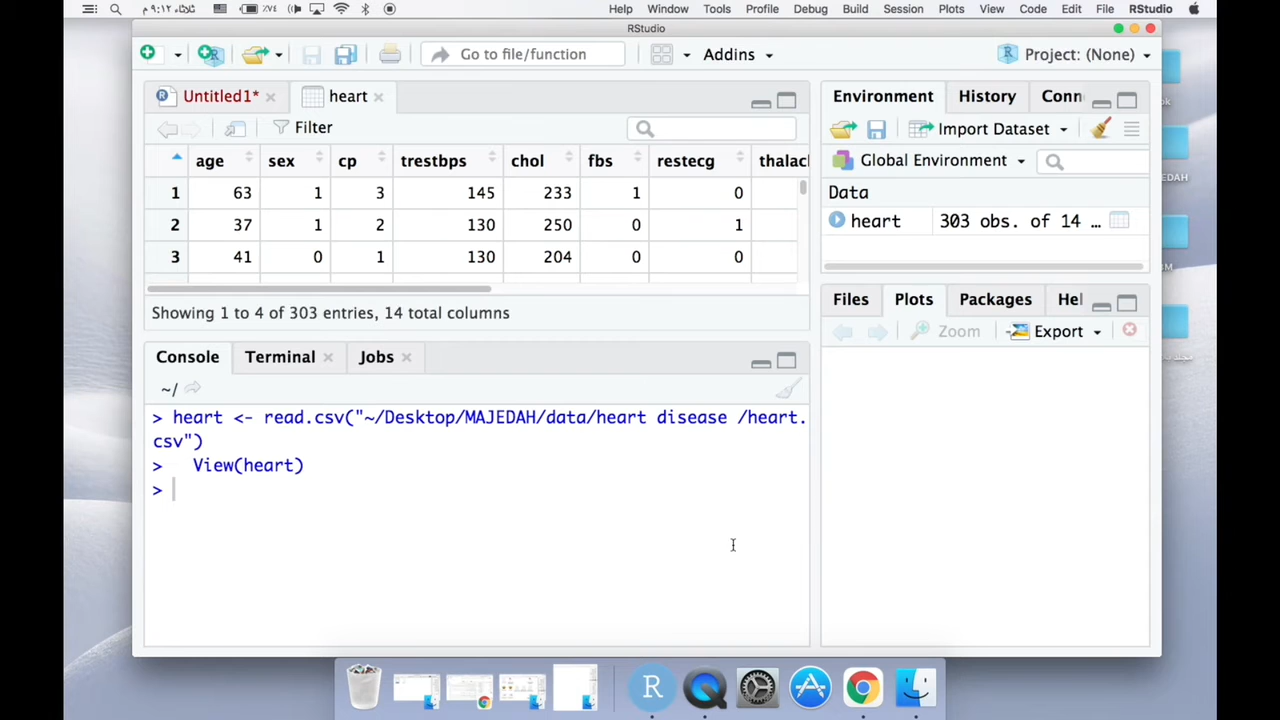 ثلاثاء ٩:١٢ م ٪٧٤ Help Window Tools Profile Debug Build Session Plots View Code Edit File RStudio
RStudio
Go to file/function Addins Project: (None)
Untitled1* heart
Filter
age sex cp trestbps chol fbs restecg thalach
1 63 1 3 145 233 1 0
2 37 1 2 130 250 0 1
3 41 0 1 130 204 0 0
Showing 1 to 4 of 303 entries, 14 total columns
Console Terminal Jobs
~/
> heart <- read.csv("~/Desktop/MAJEDAH/data/heart disease /heart.
csv")
> View(heart)
>
Environment History Conn
Import Dataset
Global Environment
Data
heart 303 obs. of 14 …
Files Plots Packages Hel
Zoom Export
R